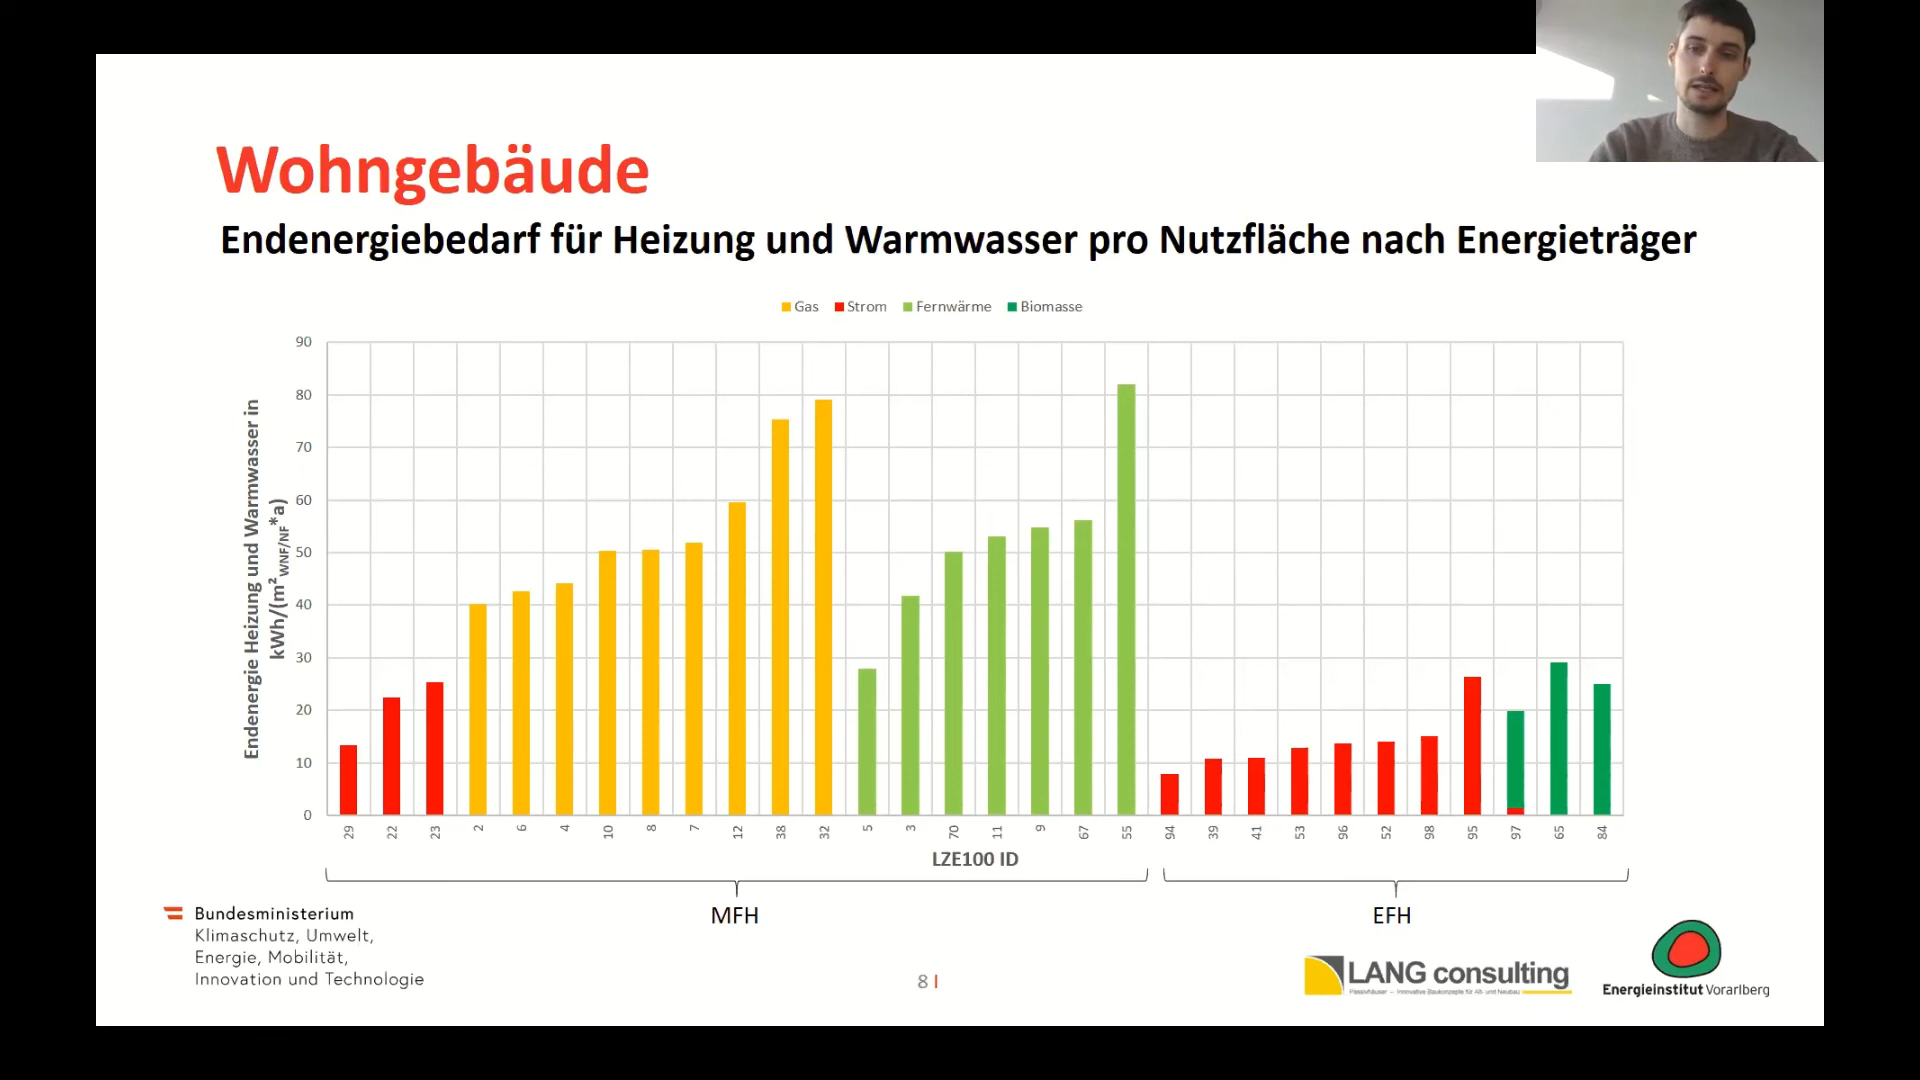 Wohngebäude
Endenergiebedarf für Heizung und Warmwasser pro Nutzfläche nach Energieträger
Gas Strom Fernwärme Biomasse
Endenergie Heizung und Warmwasser in
kWh/(m²WNF/NF*a)
90
80
70
60
50
40
30
20
10
0
29 22 23 2 6 4 10 8 7 12 38 32 5 3 70 11 9 67 55 94 39 41 53 96 52 98 95 97 65 84
LZE100 ID
MFH EFH
Bundesministerium
Klimaschutz, Umwelt,
Energie, Mobilität,
Innovation und Technologie
8 I
LANG consulting
Passivhäuser – Innovative Baukonzepte für Alt- und Neubau
Energieinstitut Vorarlberg